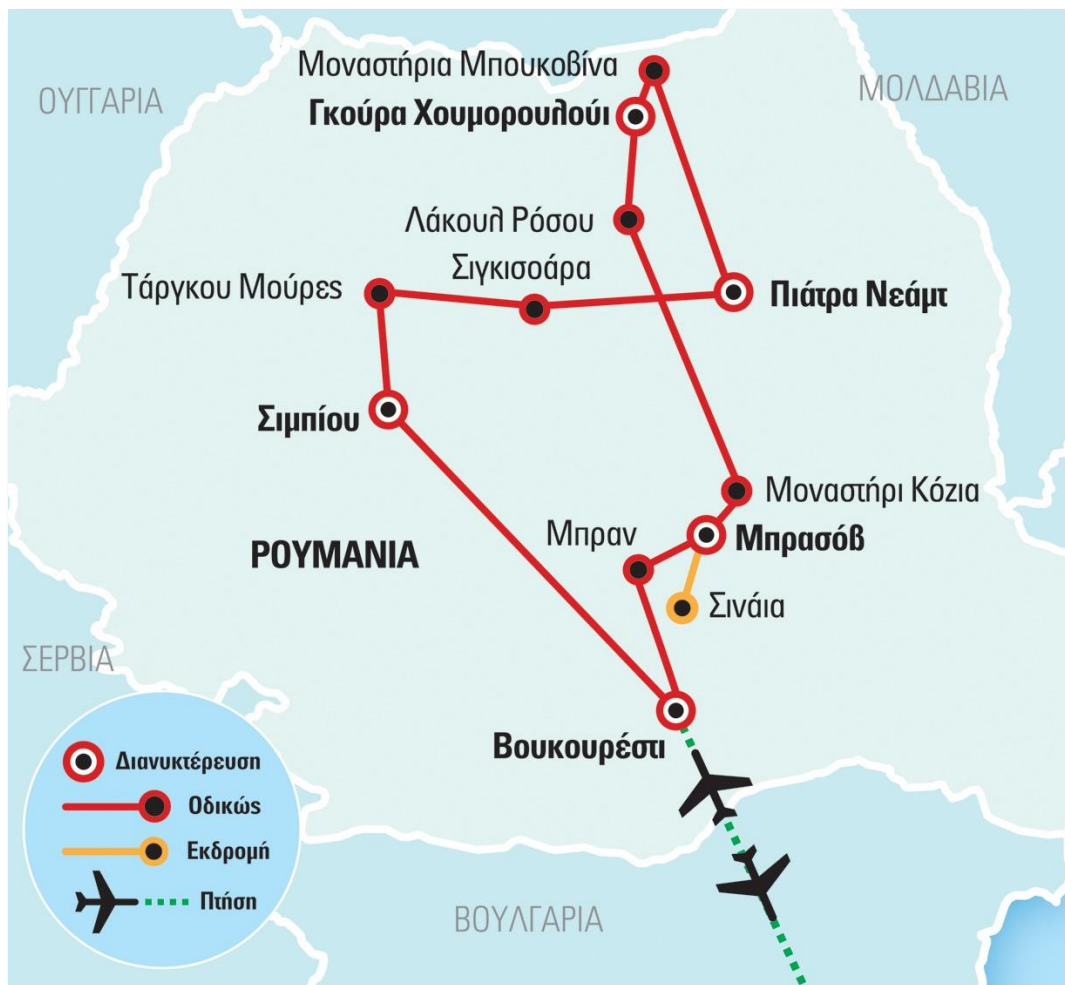 Μοναστήρια Μπουκοβίνα
ΟΥΓΓΑΡΙΑ
ΜΟΛΔΑΒΙΑ
Γκούρα Χουμορουλούι
Λάκουλ Ρόσου
Σιγκισοάρα
Τάργκου Μούρες
Πιάτρα Νεάμτ
Σιμπίου
Μοναστήρι Κόζια
Μπραν
Μπρασόβ
ΡΟΥΜΑΝΙΑ
Σινάια
ΣΕΡΒΙΑ
Βουκουρέστι
Διανυκτέρευση
Οδικώς
Εκδρομή
Πτήση
ΒΟΥΛΓΑΡΙΑ